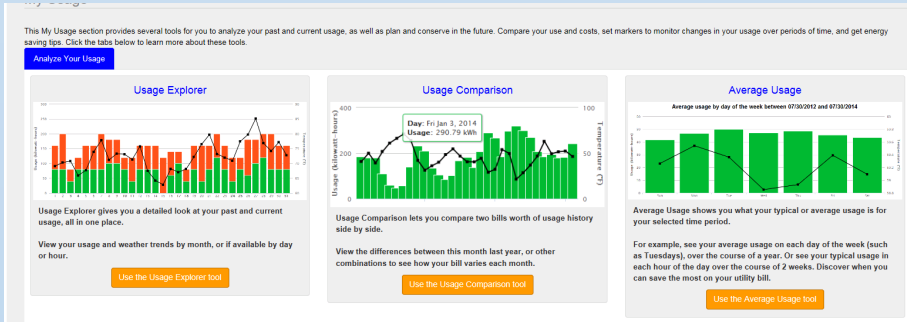 My Usage
This My Usage section provides several tools for you to analyze your past and current usage, as well as plan and conserve in the future. Compare your use and costs, set markers to monitor changes in your usage over periods of time, and get energy
saving tips. Click the tabs below to learn more about these tools.
Analyze Your Usage
Usage Explorer
Usage Explorer gives you a detailed look at your past and current
usage, all in one place.
View your usage and weather trends by month, or if available by day
or hour.
Use the Usage Explorer tool
Usage Comparison
400
200
0
Usage (kilowatt-hours)
Day: Fri Jan 3, 2014
Usage: 290.79 kWh
100
50
0
Temperature (°F)
Usage Comparison lets you compare two bills worth of usage history
side by side.
View the differences between this month last year, or other
combinations to see how your bill varies each month.
Use the Usage Comparison tool
Average Usage
Average usage by day of the week between 07/30/2012 and 07/30/2014
Average Usage shows you what your typical or average usage is for
your selected time period.
For example, see your average usage on each day of the week (such
as Tuesdays), over the course of a year. Or see your typical usage in
each hour of the day over the course of 2 weeks. Discover when you
can save the most on your utility bill.
Use the Average Usage tool